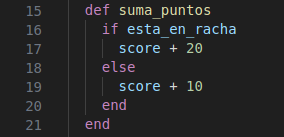 15 def suma_puntos
16 if esta_en_racha
17 score + 20
18 else
19 score + 10
20 end
21 end